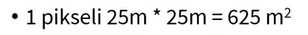 • 1 pikseli 25m * 25m = 625 m²